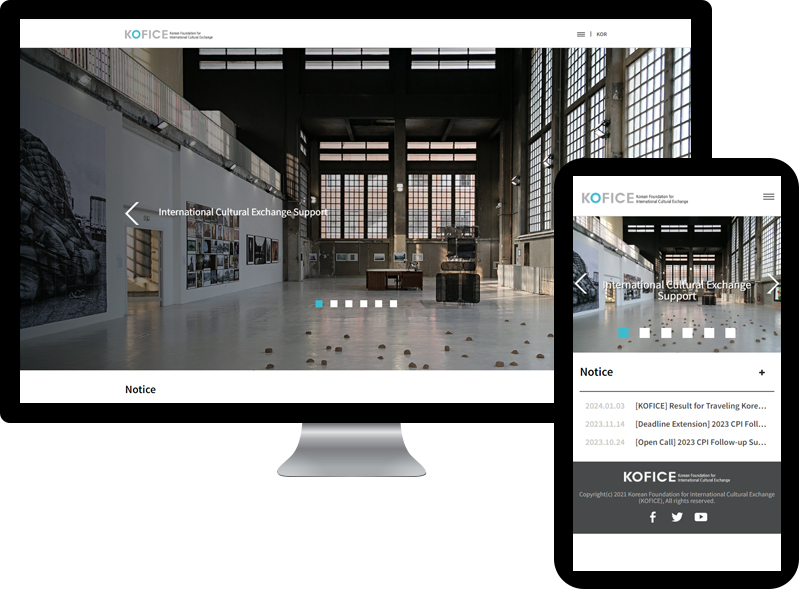 KOFICE Korean Foundation for
International Cultural Exchange
KOR
International Cultural Exchange Support
Notice
KOFICE Korean Foundation for
International Cultural Exchange
International Cultural Exchange
Support
Notice +
2024.01.03 [KOFICE] Result for Traveling Kore...
2023.11.14 [Deadline Extension] 2023 CPI Foll...
2023.10.24 [Open Call] 2023 CPI Follow-up Su...
KOFICE Korean Foundation for
International Cultural Exchange
Copyright(c) 2021 Korean Foundation for International Cultural Exchange
(KOFICE), All rights reserved.